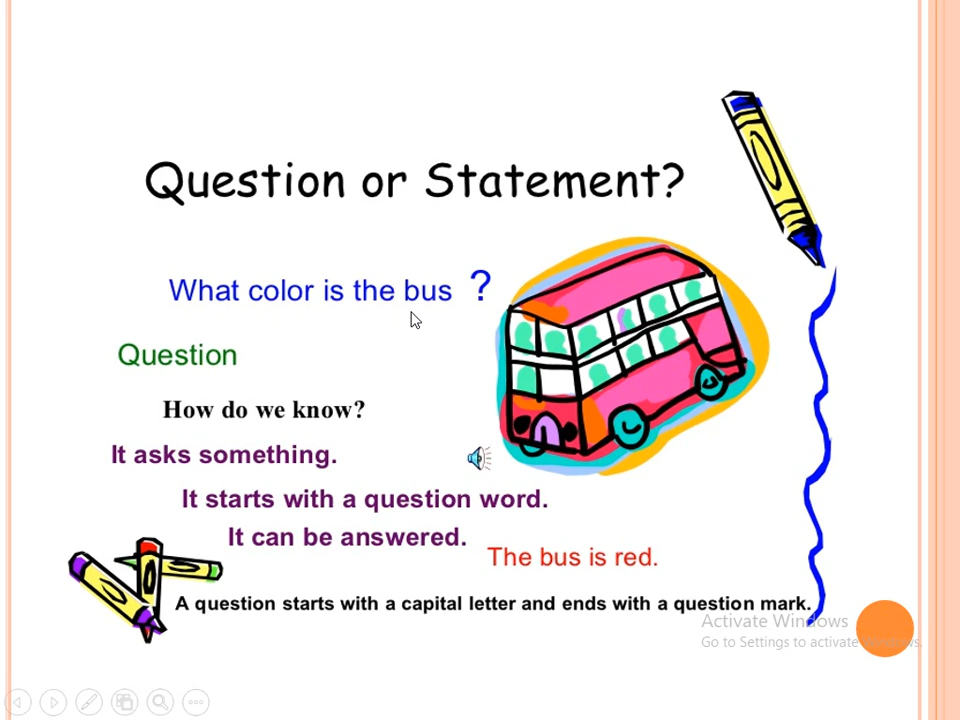 Question or Statement?
What color is the bus ?
Question
How do we know?
It asks something.
It starts with a question word.
It can be answered.
The bus is red.
A question starts with a capital letter and ends with a question mark.
Activate Windows
Go to Settings to activate Windows.